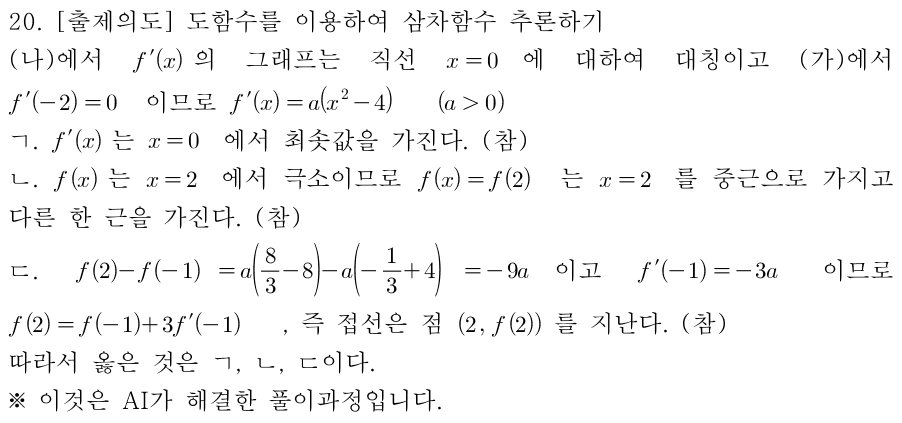 20. [출제의도] 도함수를 이용하여 삼차함수 추론하기
(나)에서 f′(x)의 그래프는 직선 x=0 에 대하여 대칭이고 (가)에서
f′(-2)=0 이므로 f′(x)=a(x²-4) (a>0)
ㄱ. f′(x)는 x=0 에서 최솟값을 가진다. (참)
ㄴ. f(x)는 x=2 에서 극소이므로 f(x)=f(2) 는 x=2 를 중근으로 가지고
다른 한 근을 가진다. (참)
ㄷ. f(2)-f(-1) =a(8/3-8)-a(-1/3+4) =-9a 이고 f′(-1)=-3a 이므로
f(2)=f(-1)+3f′(-1) , 즉 접선은 점 (2, f(2))를 지난다. (참)
따라서 옳은 것은 ㄱ, ㄴ, ㄷ이다.
※ 이것은 AI가 해결한 풀이과정입니다.